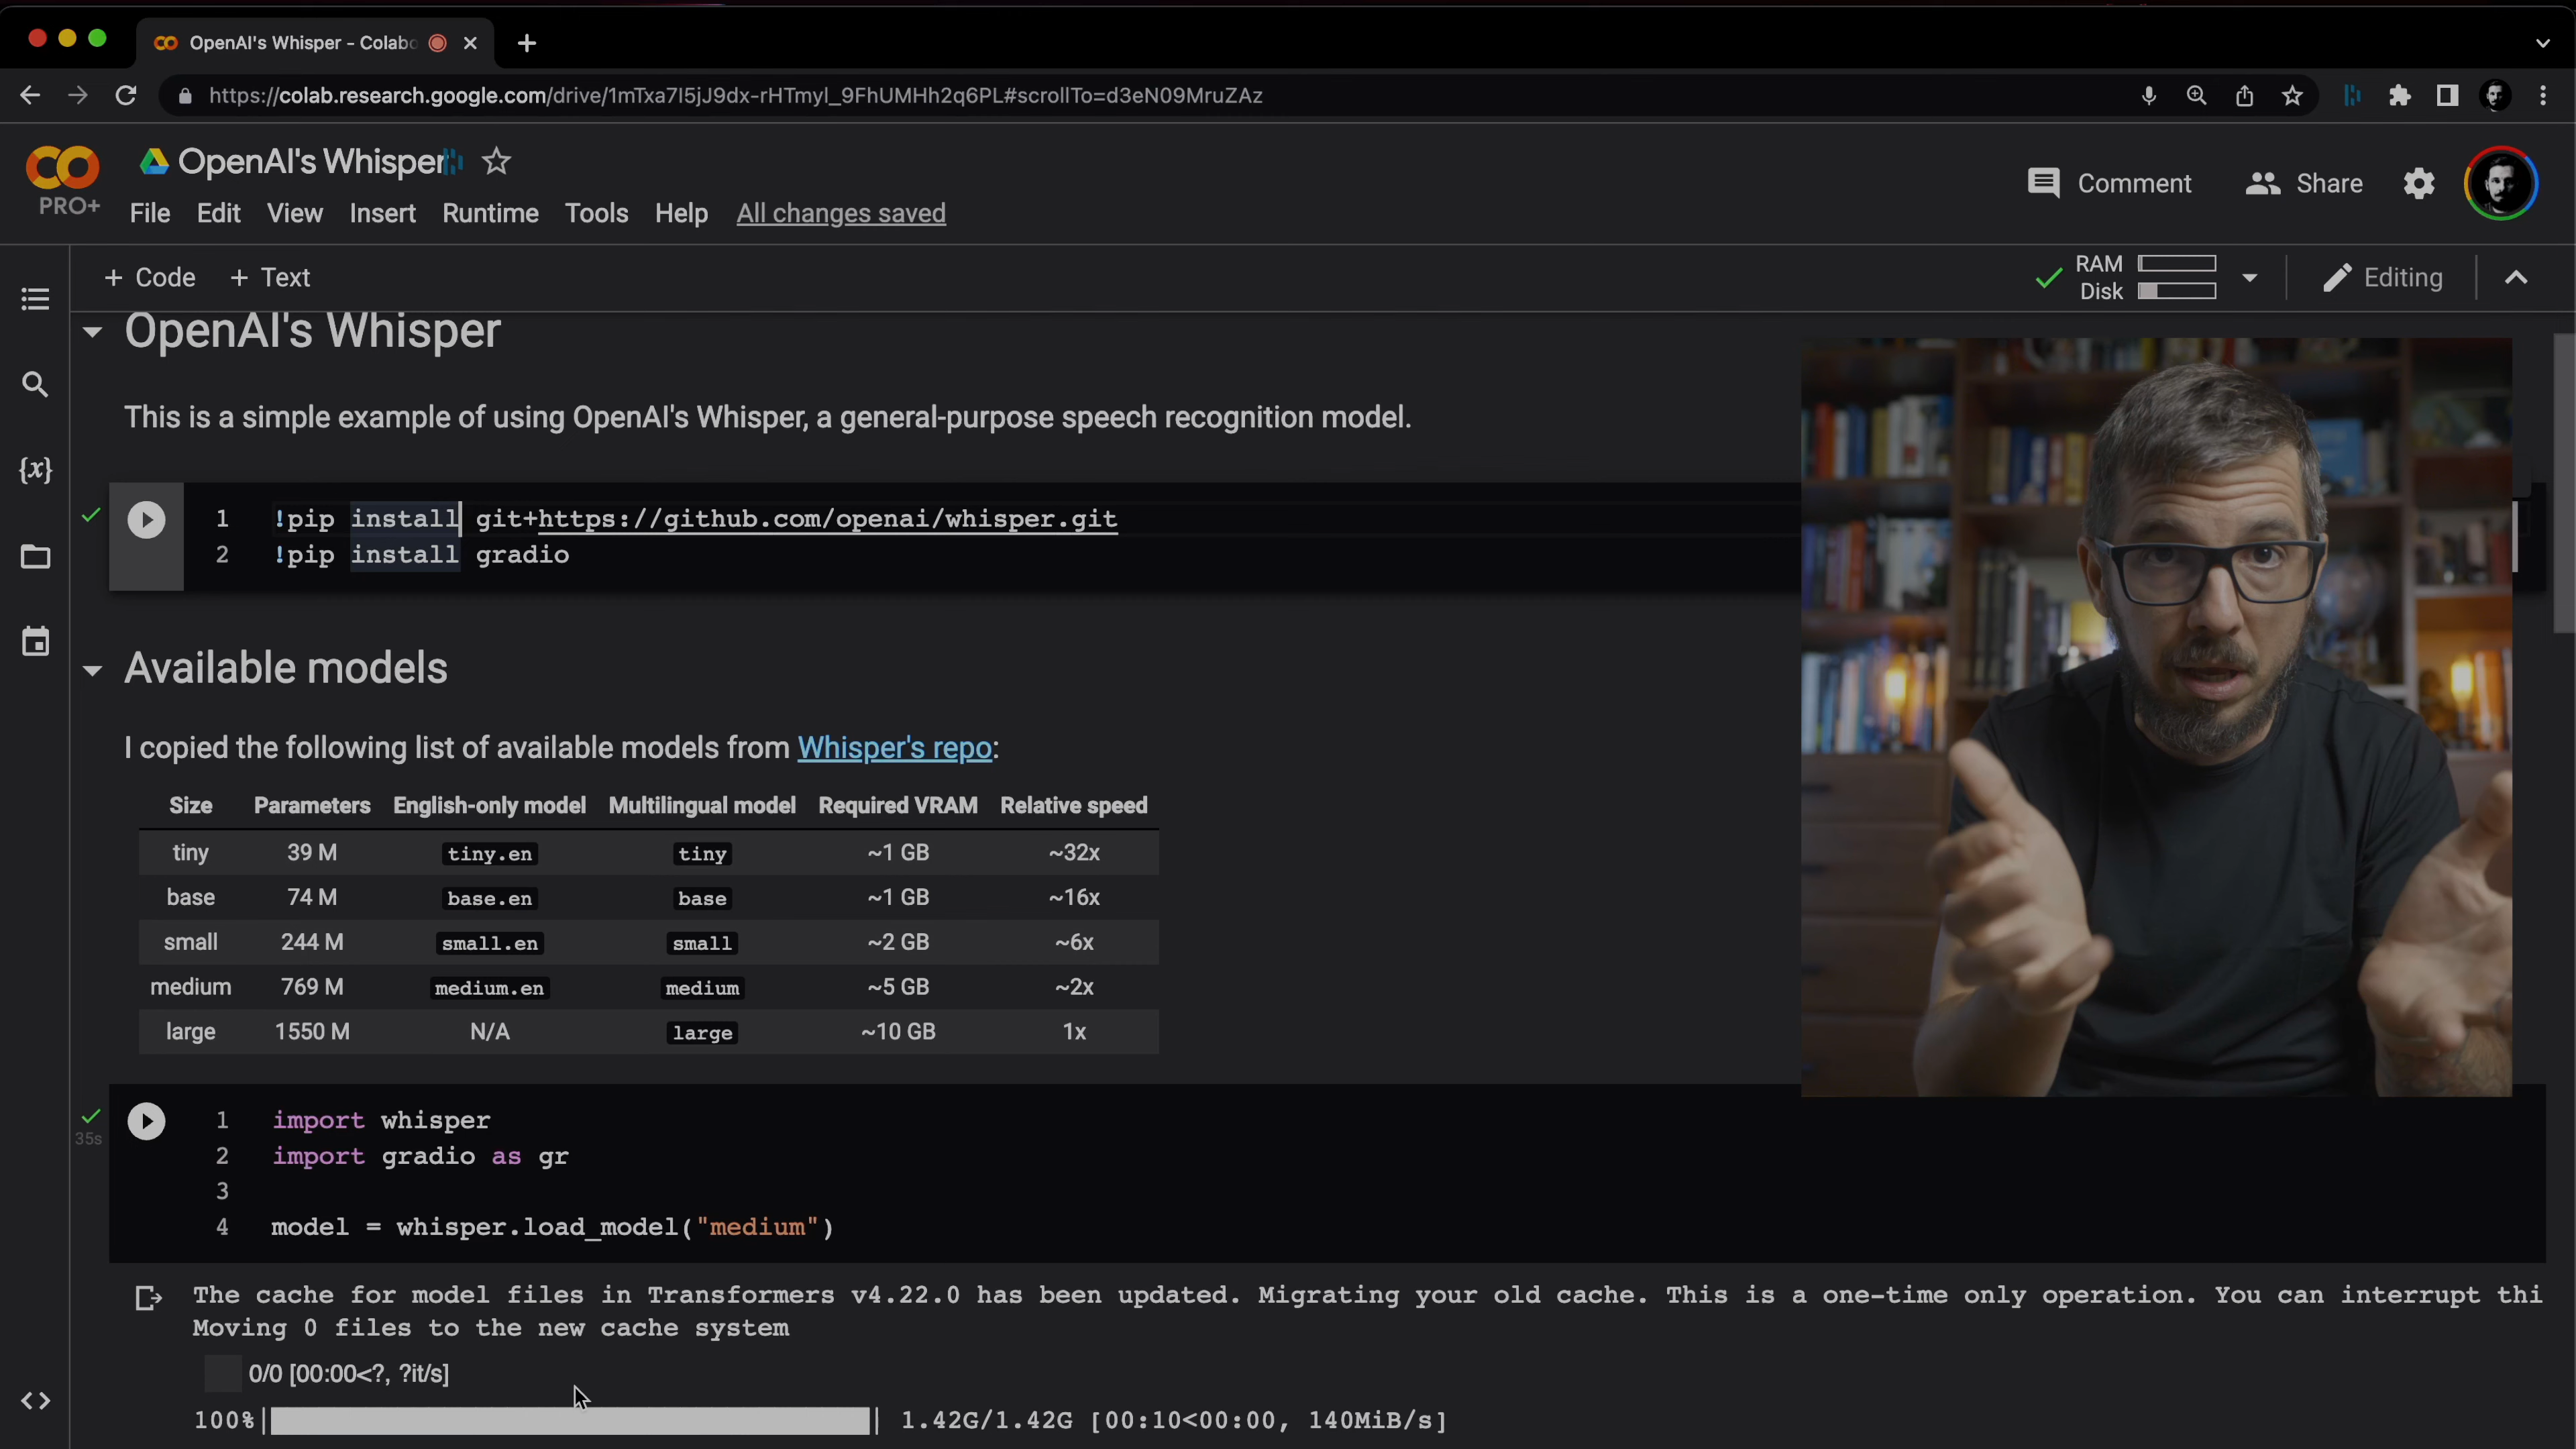 OpenAI's Whisper - Colabo
https://colab.research.google.com/drive/1mTxa7I5jJ9dx-rHTmyl_9FhUMHh2q6PL#scrollTo=d3eN09MruZAz
OpenAI's Whisper
PRO+
File Edit View Insert Runtime Tools Help All changes saved
Comment Share
+ Code + Text
RAM
Disk
Editing
OpenAI's Whisper
This is a simple example of using OpenAI's Whisper, a general-purpose speech recognition model.
1 !pip install git+https://github.com/openai/whisper.git
2 !pip install gradio
Available models
I copied the following list of available models from Whisper's repo:
Size Parameters English-only model Multilingual model Required VRAM Relative speed
tiny 39 M tiny.en tiny ~1 GB ~32x
base 74 M base.en base ~1 GB ~16x
small 244 M small.en small ~2 GB ~6x
medium 769 M medium.en medium ~5 GB ~2x
large 1550 M N/A large ~10 GB 1x
35s
1 import whisper
2 import gradio as gr
3
4 model = whisper.load_model("medium")
The cache for model files in Transformers v4.22.0 has been updated. Migrating your old cache. This is a one-time only operation. You can interrupt thi
Moving 0 files to the new cache system
0/0 [00:00<?, ?it/s]
100%| | 1.42G/1.42G [00:10<00:00, 140MiB/s]